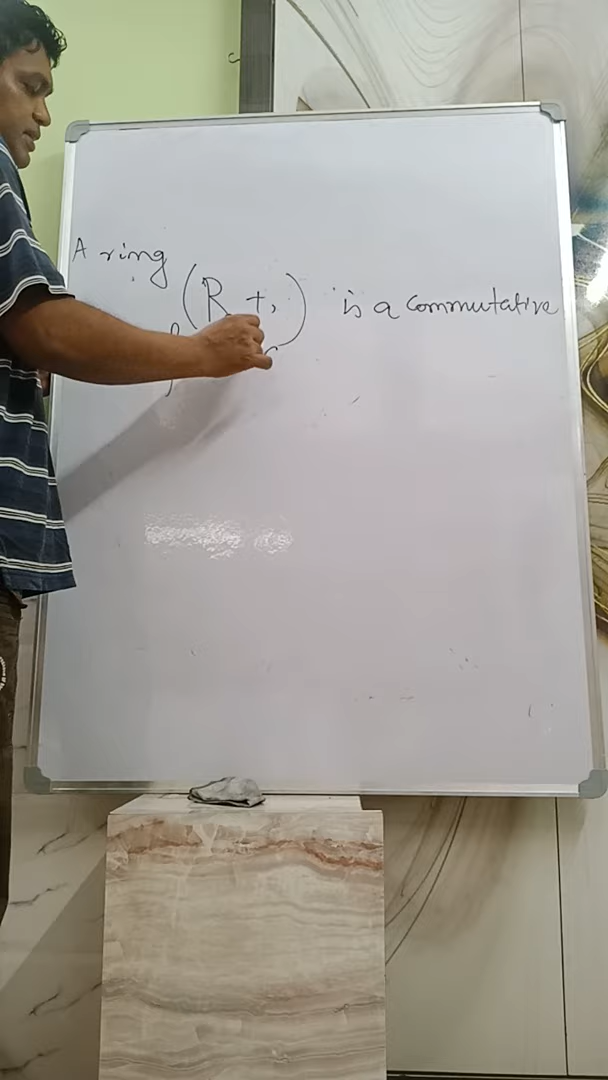 A ring
(R, +, ) is a commutative